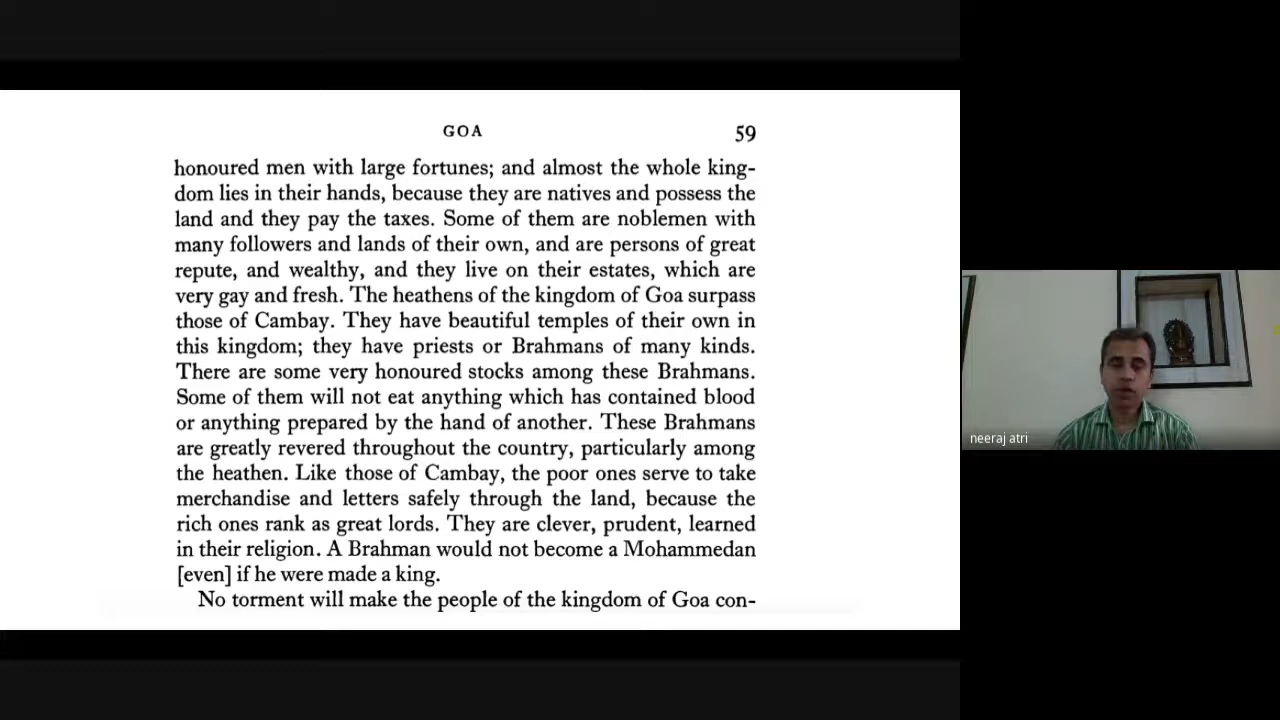 GOA
59
honoured men with large fortunes; and almost the whole king-
dom lies in their hands, because they are natives and possess the
land and they pay the taxes. Some of them are noblemen with
many followers and lands of their own, and are persons of great
repute, and wealthy, and they live on their estates, which are
very gay and fresh. The heathens of the kingdom of Goa surpass
those of Cambay. They have beautiful temples of their own in
this kingdom; they have priests or Brahmans of many kinds.
There are some very honoured stocks among these Brahmans.
Some of them will not eat anything which has contained blood
or anything prepared by the hand of another. These Brahmans
are greatly revered throughout the country, particularly among
the heathen. Like those of Cambay, the poor ones serve to take
merchandise and letters safely through the land, because the
rich ones rank as great lords. They are clever, prudent, learned
in their religion. A Brahman would not become a Mohammedan
[even] if he were made a king.
No torment will make the people of the kingdom of Goa con-
neeraj atri